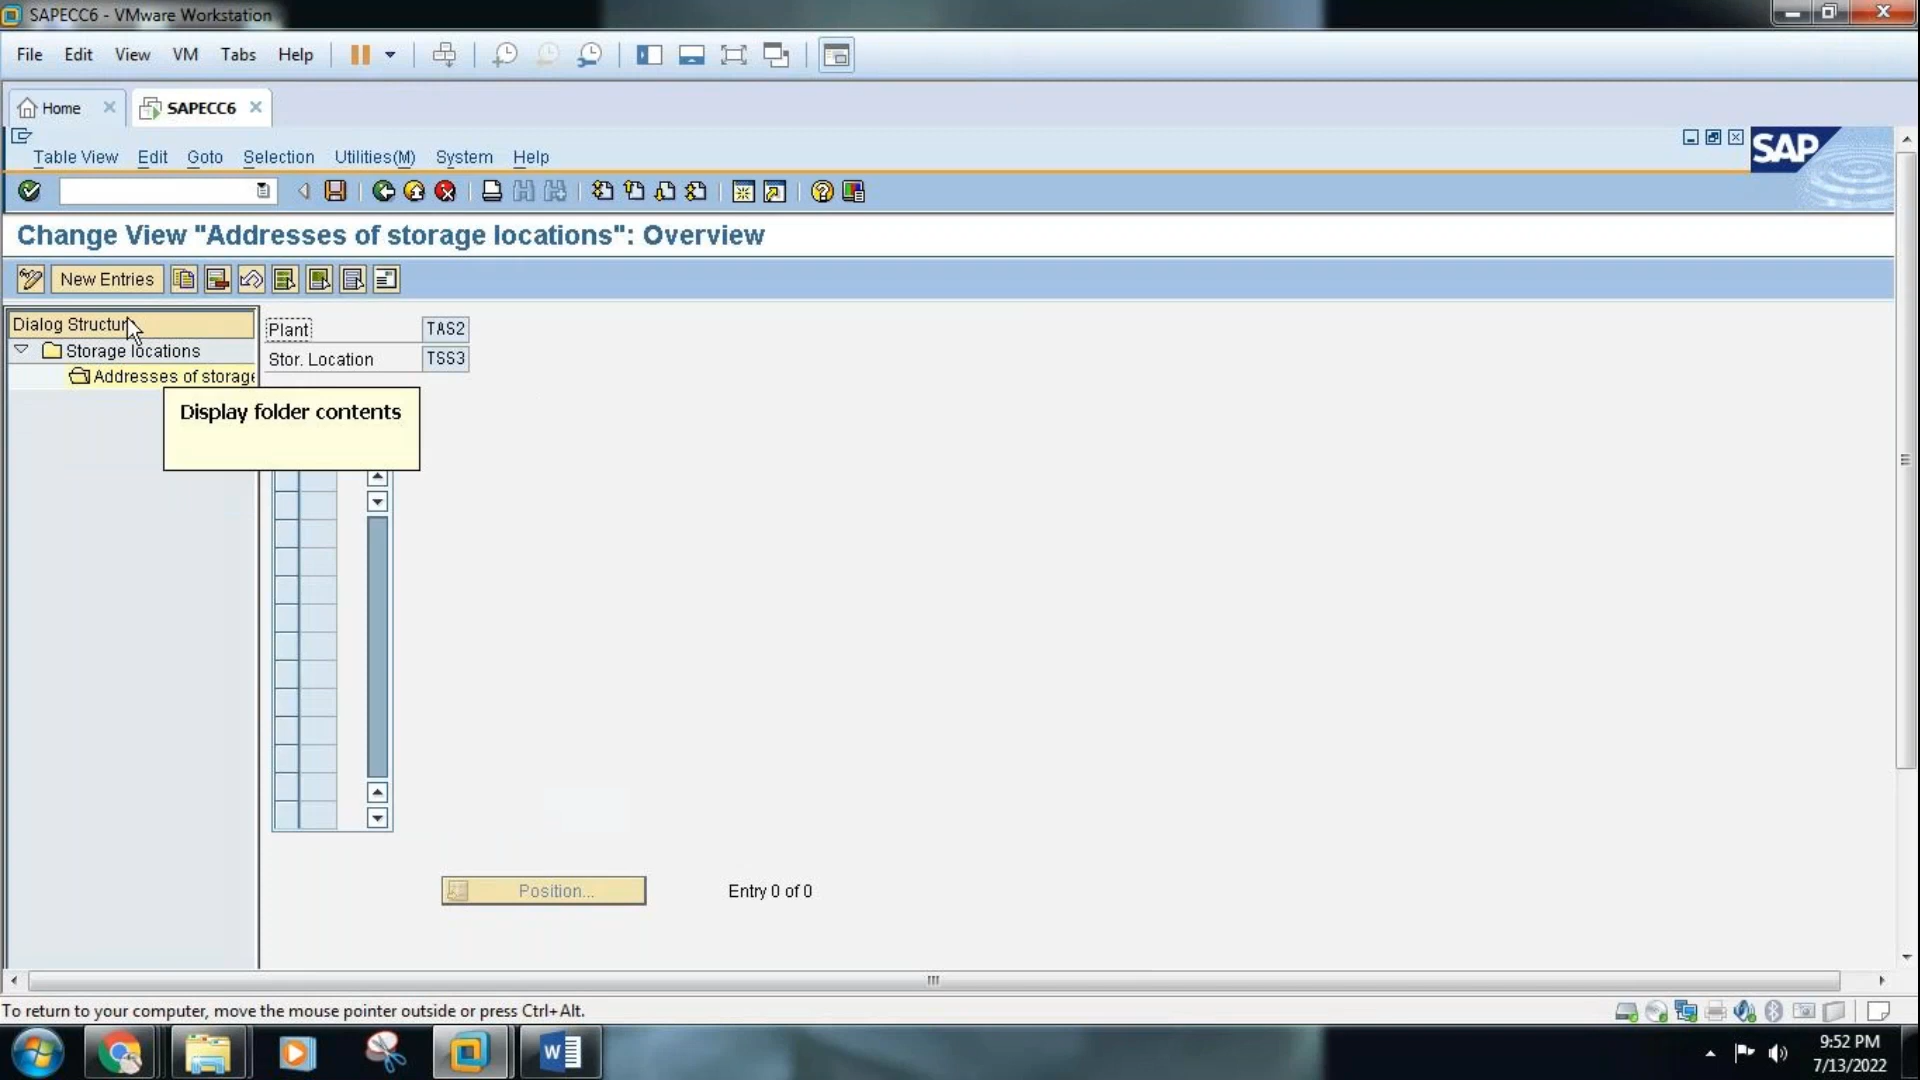 SAPECC6 - VMware Workstation
File Edit View VM Tabs Help
Home SAPECC6
Table View Edit Goto Selection Utilities(M) System Help
SAP
Change View "Addresses of storage locations": Overview
New Entries
Dialog Structur
Storage locations
Addresses of storage
Plant TAS2
Stor. Location TSS3
Display folder contents
Position...
Entry 0 of 0
To return to your computer, move the mouse pointer outside or press Ctrl+Alt.
W
9:52 PM
7/13/2022